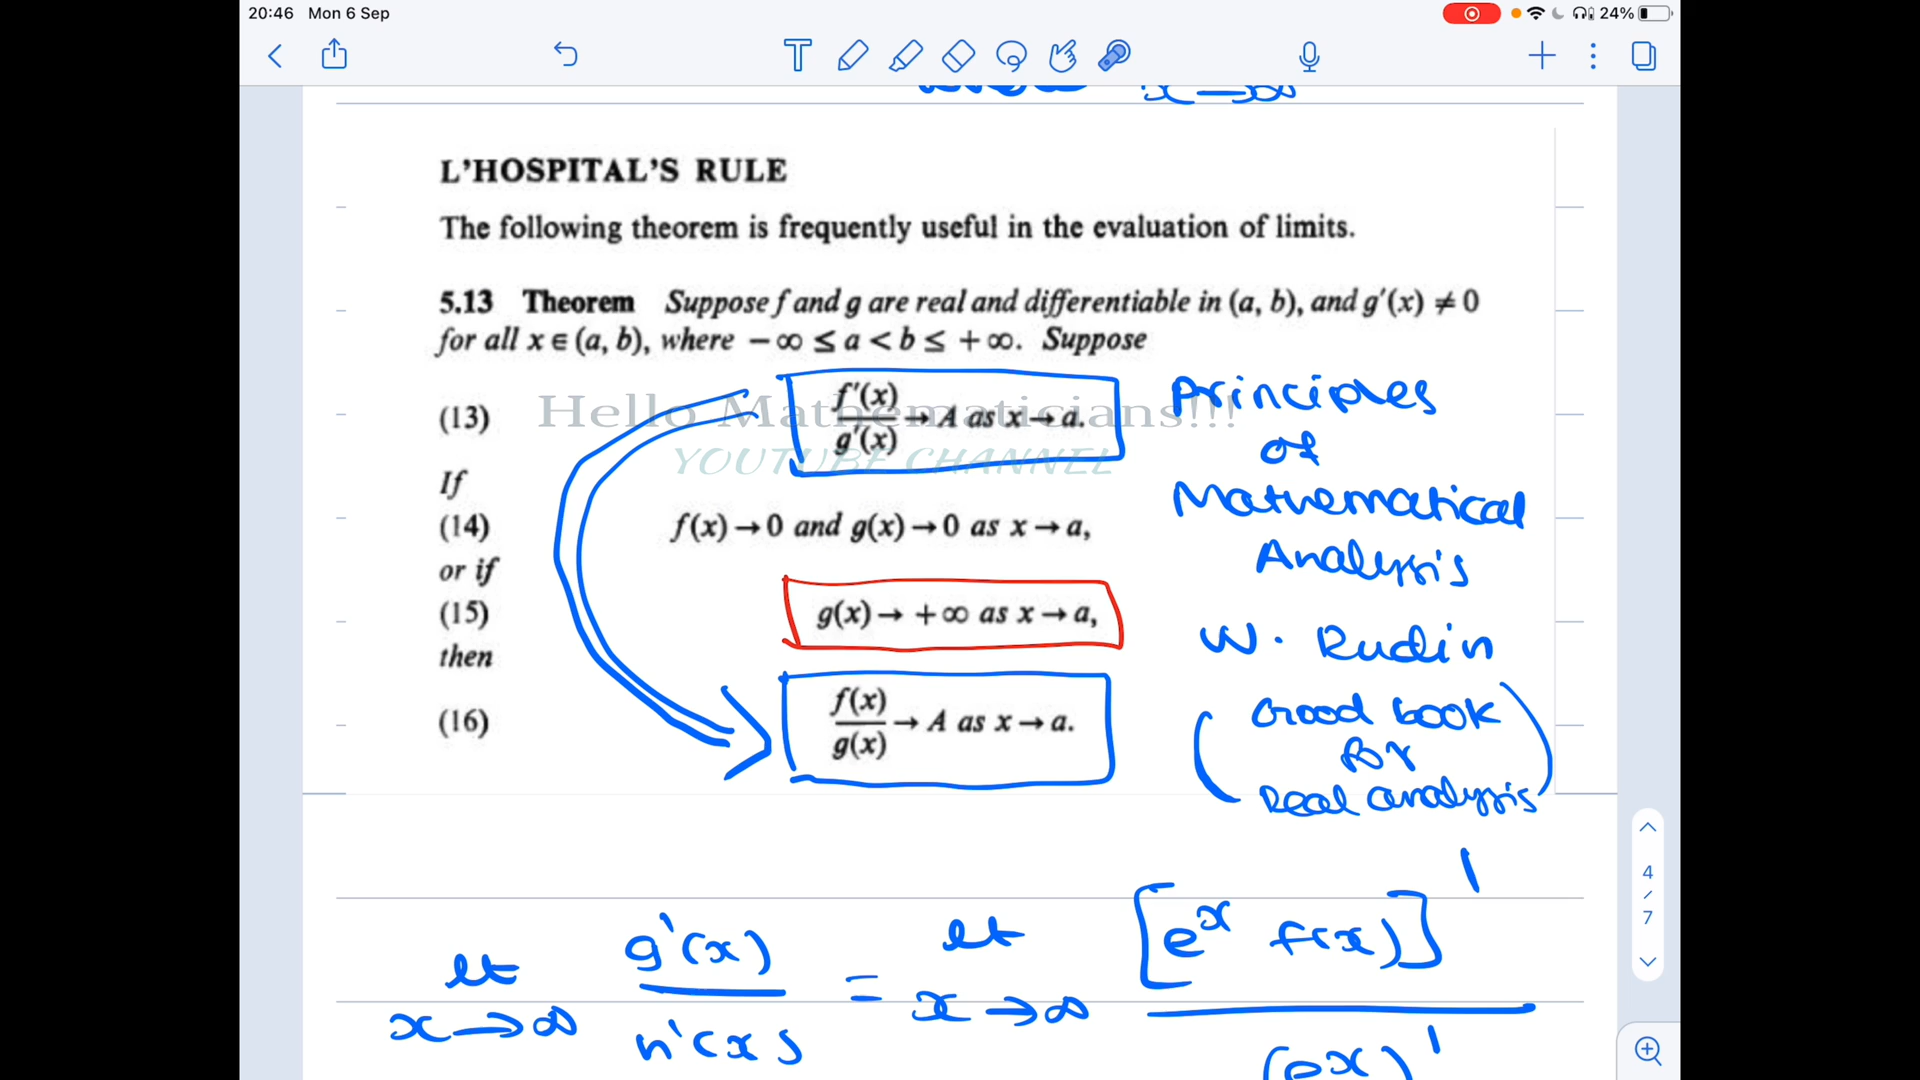 20:46 Mon 6 Sep
24%
x→∞
L'HOSPITAL'S RULE
The following theorem is frequently useful in the evaluation of limits.
5.13 Theorem Suppose f and g are real and differentiable in (a, b), and g′(x) ≠ 0
for all x ∈ (a, b), where −∞ ≤ a < b ≤ +∞. Suppose
(13) f′(x)/g′(x) → A as x → a.
Hello Mathematicians!!!
YOUTUBE CHANNEL
If
(14) f(x) → 0 and g(x) → 0 as x → a,
or if
(15) g(x) → +∞ as x → a,
then
(16) f(x)/g(x) → A as x → a.
Principles
of
Mathematical
Analysis
W. Rudin
(Good book
for
Real analysis)
lt x→∞ g'(x)/h'(x) = lt x→∞ [e^x f(x)]'/(e^x)'
4
/
7